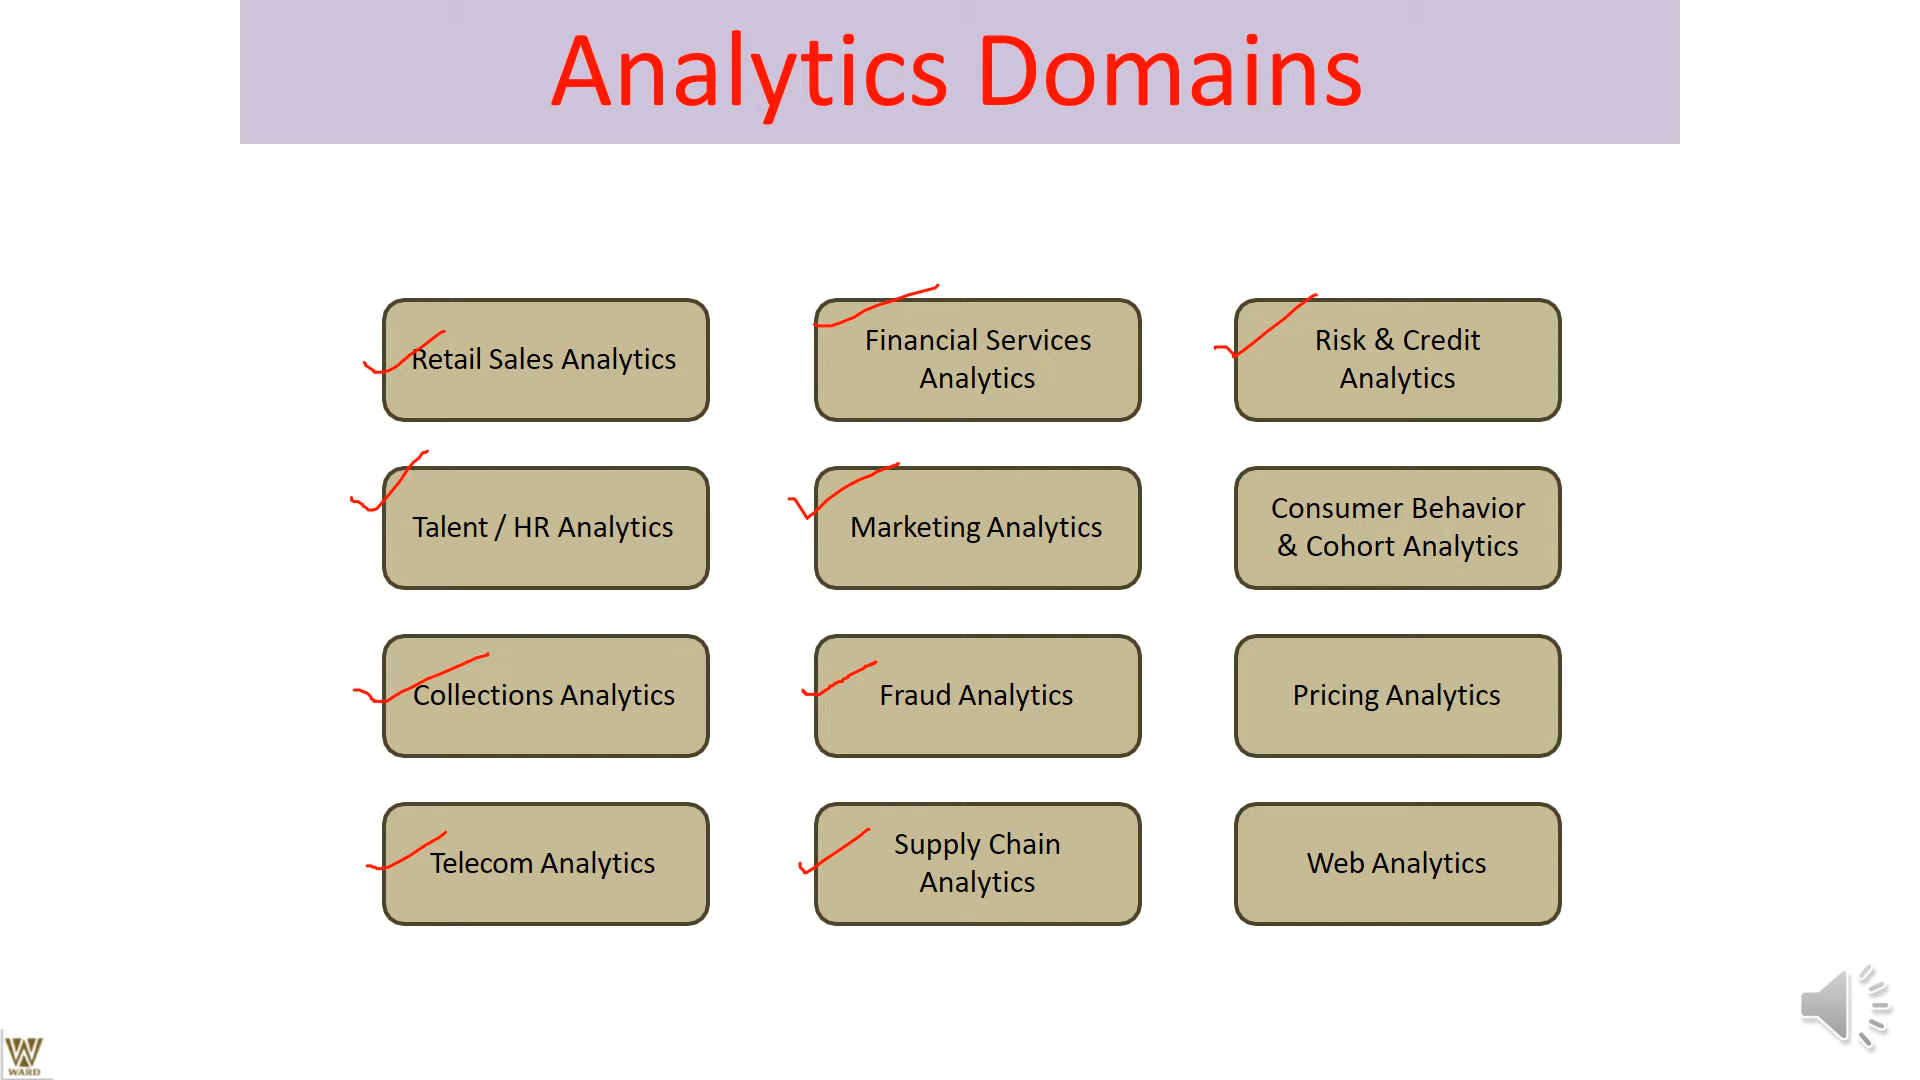 Analytics Domains
Retail Sales Analytics
Financial Services
Analytics
Risk & Credit
Analytics
Talent / HR Analytics
Marketing Analytics
Consumer Behavior
& Cohort Analytics
Collections Analytics
Fraud Analytics
Pricing Analytics
Telecom Analytics
Supply Chain
Analytics
Web Analytics
WARD